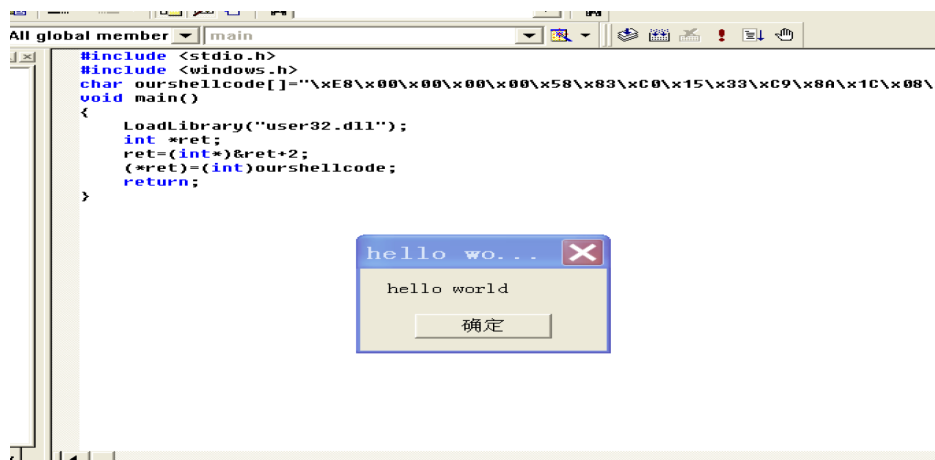 All global member main
#include <stdio.h>
#include <windows.h>
char ourshellcode[]="\xE8\x00\x00\x00\x00\x58\x83\xC0\x15\x33\xC9\x8A\x1C\x08\
void main()
{
LoadLibrary("user32.dll");
int *ret;
ret=(int*)&ret+2;
(*ret)=(int)ourshellcode;
return;
}
hello wo...
hello world
确定